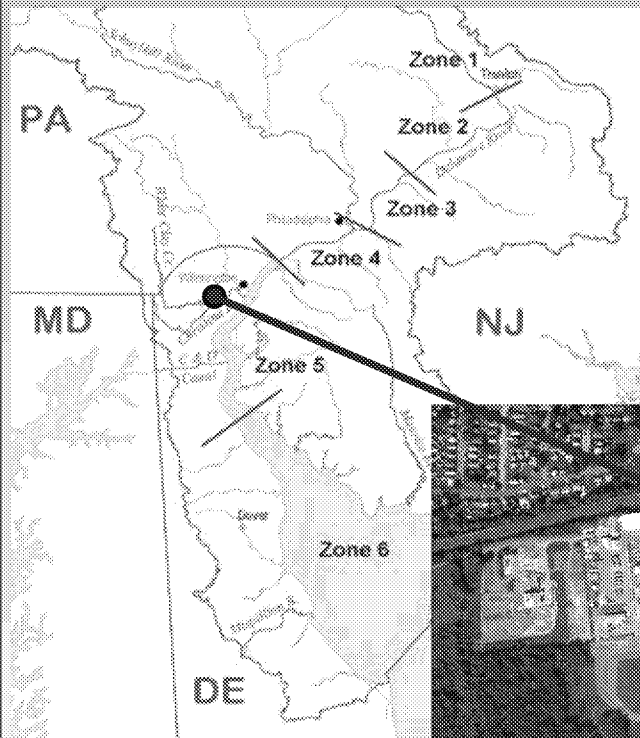 Zone 1
Trenton
PA
Zone 2
Philadelphia
Zone 3
Zone 4
Wilmington
MD
NJ
C & D
Canal
Zone 5
Dover
Zone 6
DE